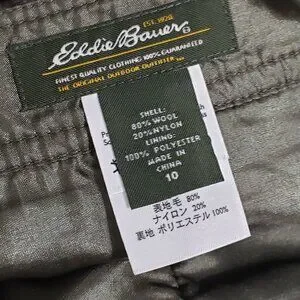 EST. 1920
Eddie Bauer
FINEST QUALITY CLOTHING 100% GUARANTEED
THE ORIGINAL OUTDOOR OUTFITTER
SHELL:
80% WOOL
20% NYLON
LINING:
100% POLYESTER
MADE IN
CHINA
10
表地 毛 80%
ナイロン 20%
裏地 ポリエステル 100%